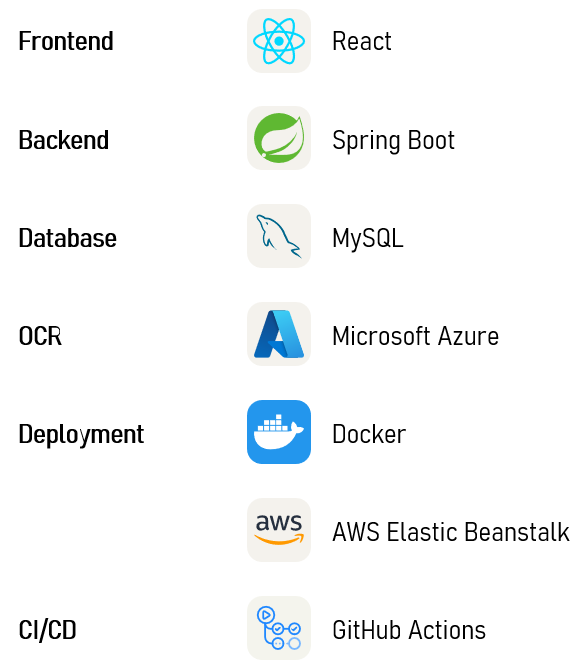 Frontend React
Backend Spring Boot
Database MySQL
OCR Microsoft Azure
Deployment Docker
aws AWS Elastic Beanstalk
CI/CD GitHub Actions